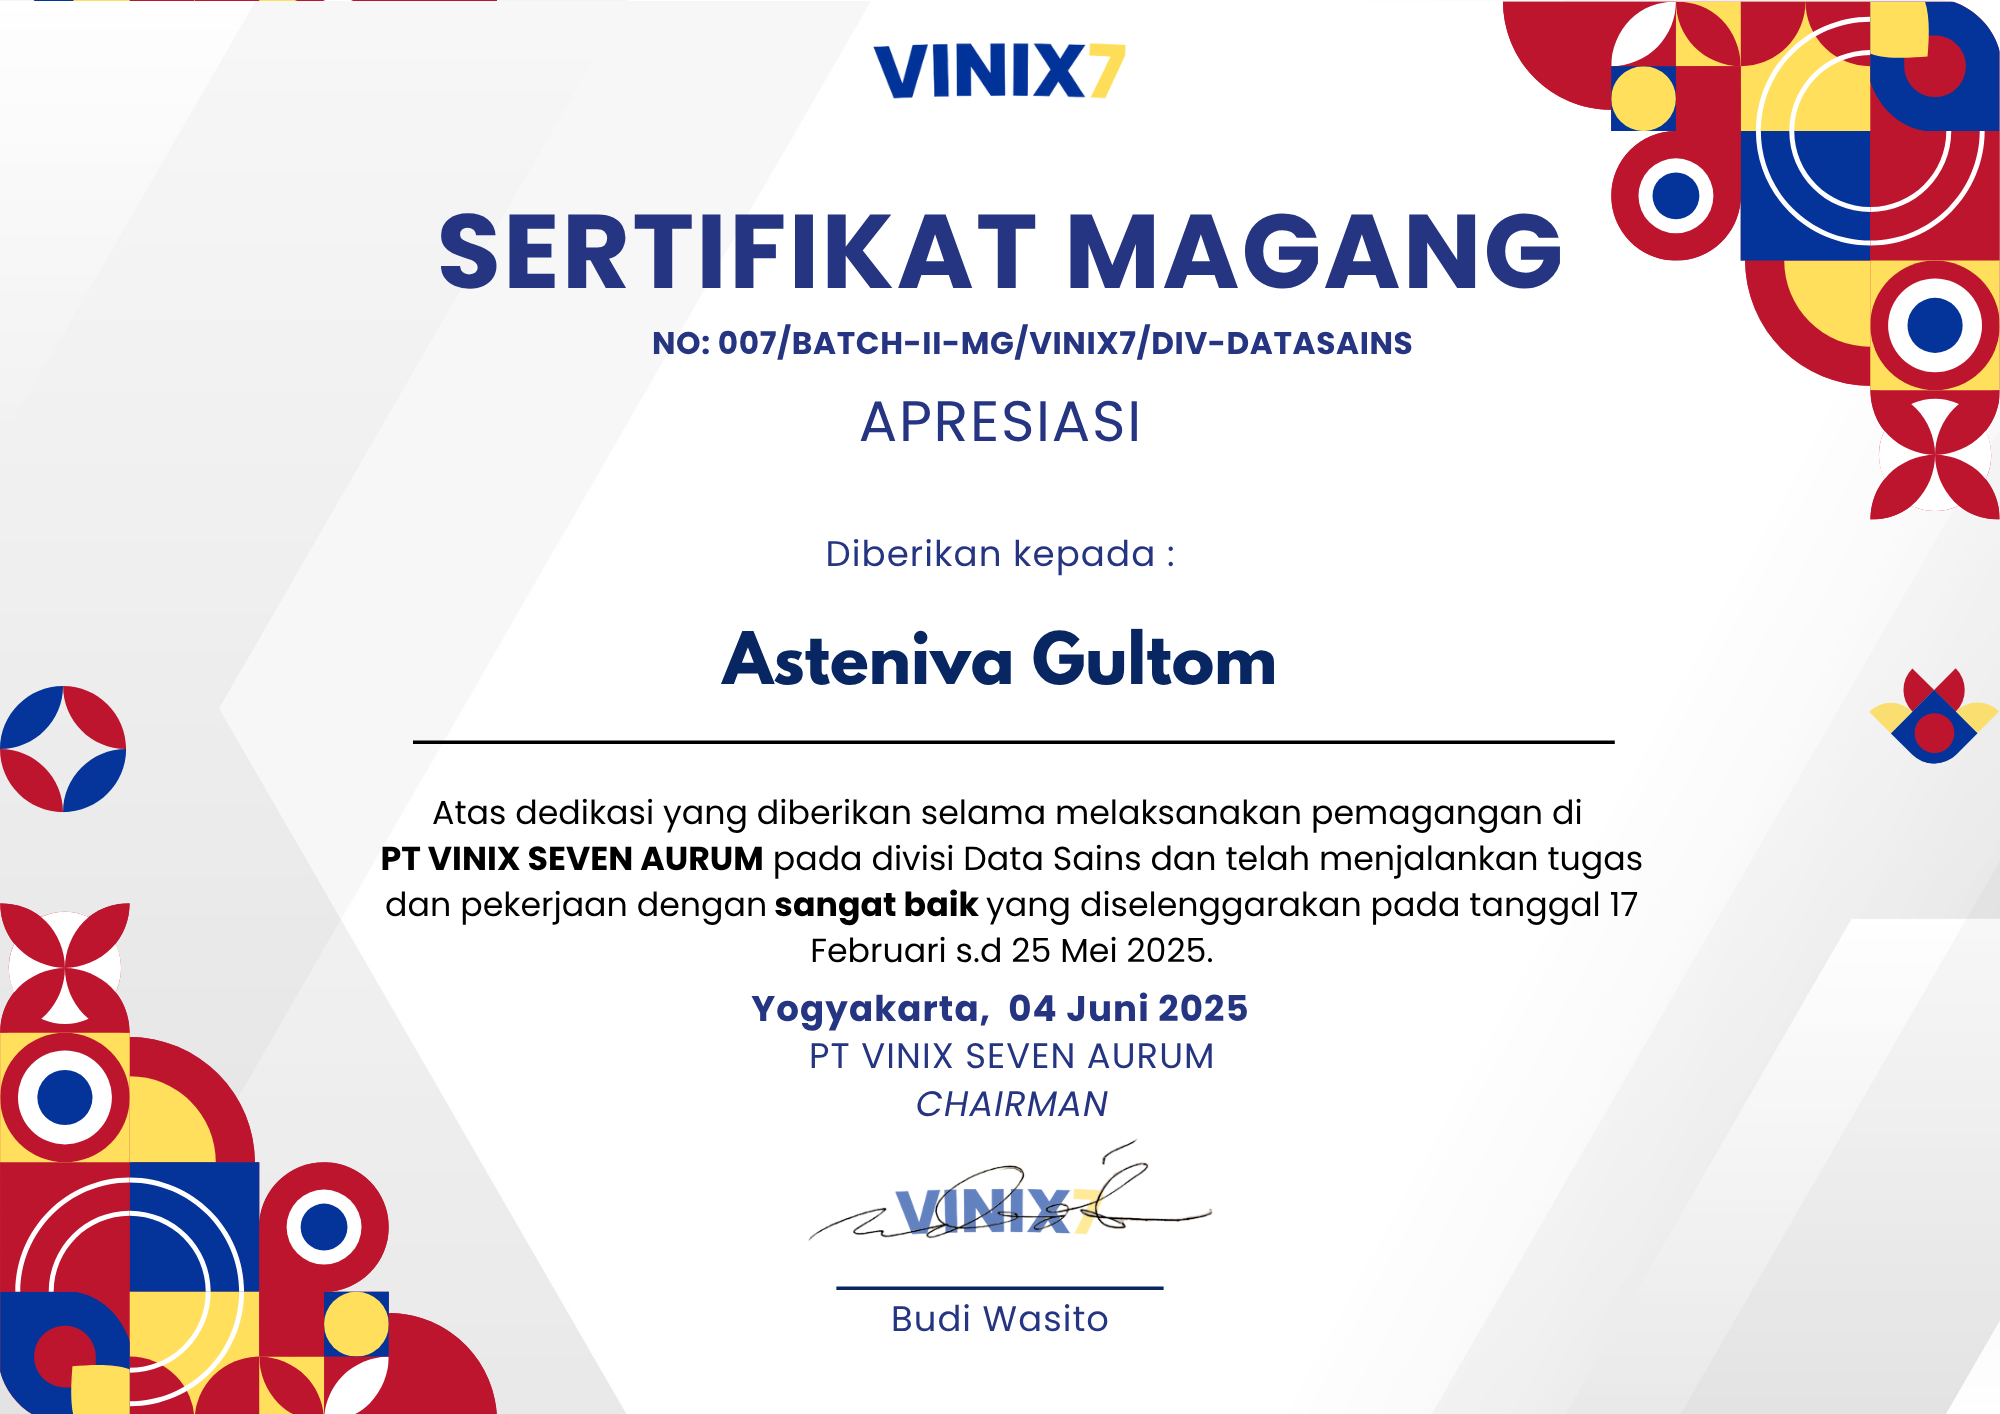 VINIX7
SERTIFIKAT MAGANG
NO: 007/BATCH-II-MG/VINIX7/DIV-DATASAINS
APRESIASI
Diberikan kepada :
Asteniva Gultom
Atas dedikasi yang diberikan selama melaksanakan pemagangan di
PT VINIX SEVEN AURUM pada divisi Data Sains dan telah menjalankan tugas
dan pekerjaan dengan sangat baik yang diselenggarakan pada tanggal 17
Februari s.d 25 Mei 2025.
Yogyakarta, 04 Juni 2025
PT VINIX SEVEN AURUM
CHAIRMAN
VINIX7
Budi Wasito